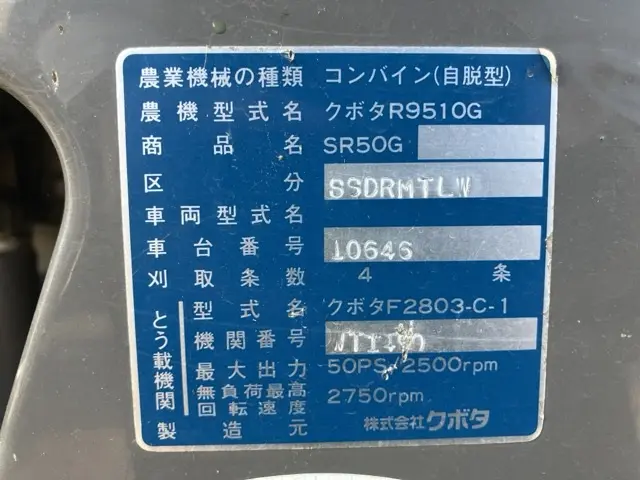 農業機械の種類 コンバイン(自脱型)
農機型式名 クボタR9510G
商品名 SR50G
区分 SSDRMTLW
車両型式名
車台番号 10646
刈取条数 4条
とう載機関
型式名 クボタF2803-C-1
機関番号
最大出力 50PS/2500rpm
無負荷最高回転速度 2750rpm
製造元 株式会社クボタ